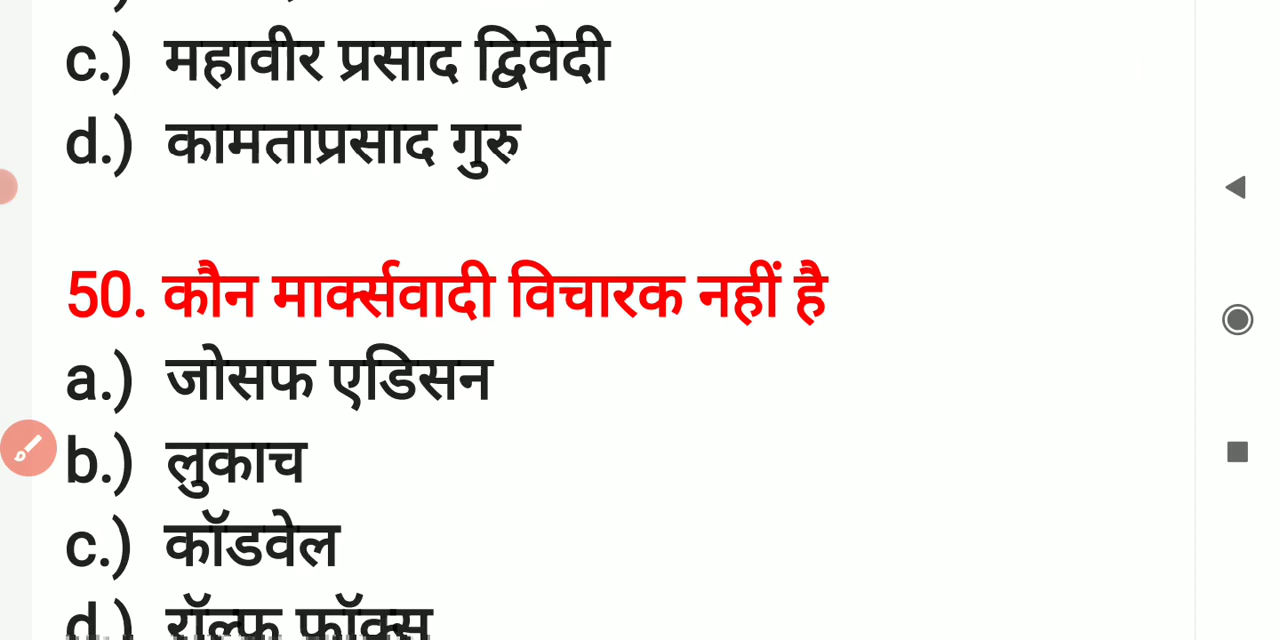 c.) महावीर प्रसाद द्विवेदी
d.) कामताप्रसाद गुरु
50. कौन मार्क्सवादी विचारक नहीं है
a.) जोसफ एडिसन
b.) लुकाच
c.) कॉडवेल
d.) रॉल्फ फॉक्स